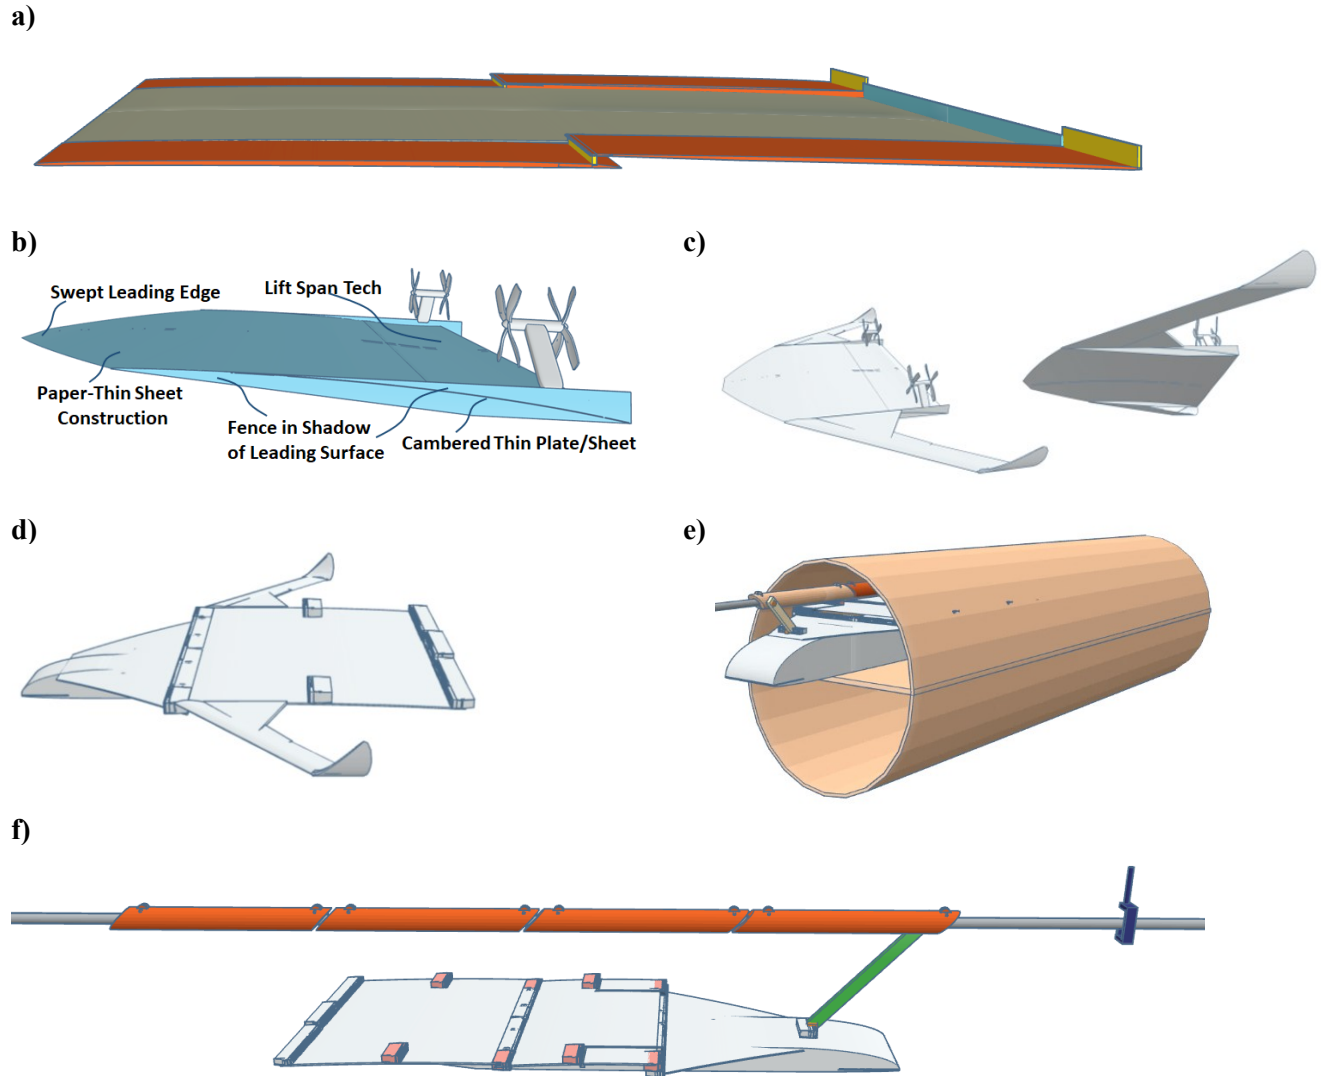 a)
b)
c)
Swept Leading Edge
Lift Span Tech
Paper-Thin Sheet
Construction
Fence in Shadow
of Leading Surface
Cambered Thin Plate/Sheet
d)
e)
f)